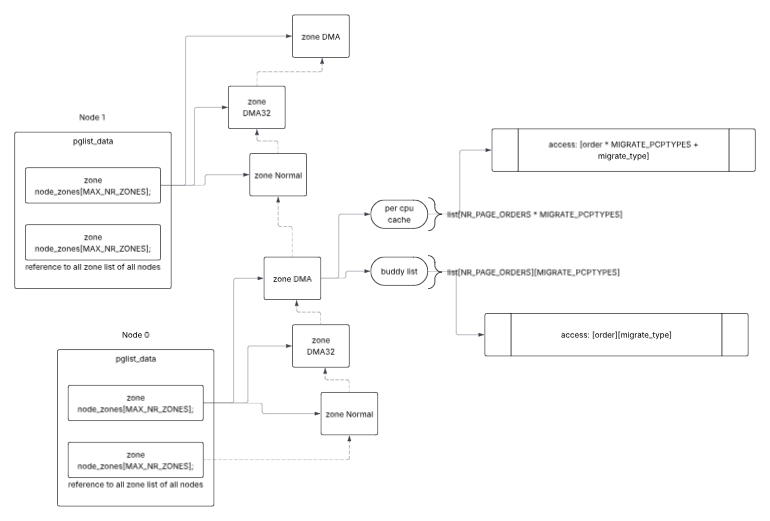 zone DMA
zone
DMA32
Node 1
pglist_data
zone
node_zones[MAX_NR_ZONES];
zone Normal
zone
node_zones[MAX_NR_ZONES];
reference to all zone list of all nodes
access: [order * MIGRATE_PCPTYPES +
migrate_type]
per cpu
cache
list[NR_PAGE_ORDERS * MIGRATE_PCPTYPES]
zone DMA
buddy list
list[NR_PAGE_ORDERS][MIGRATE_PCPTYPES]
access: [order][migrate_type]
Node 0
pglist_data
zone
DMA32
zone
node_zones[MAX_NR_ZONES];
zone Normal
zone
node_zones[MAX_NR_ZONES];
reference to all zone list of all nodes